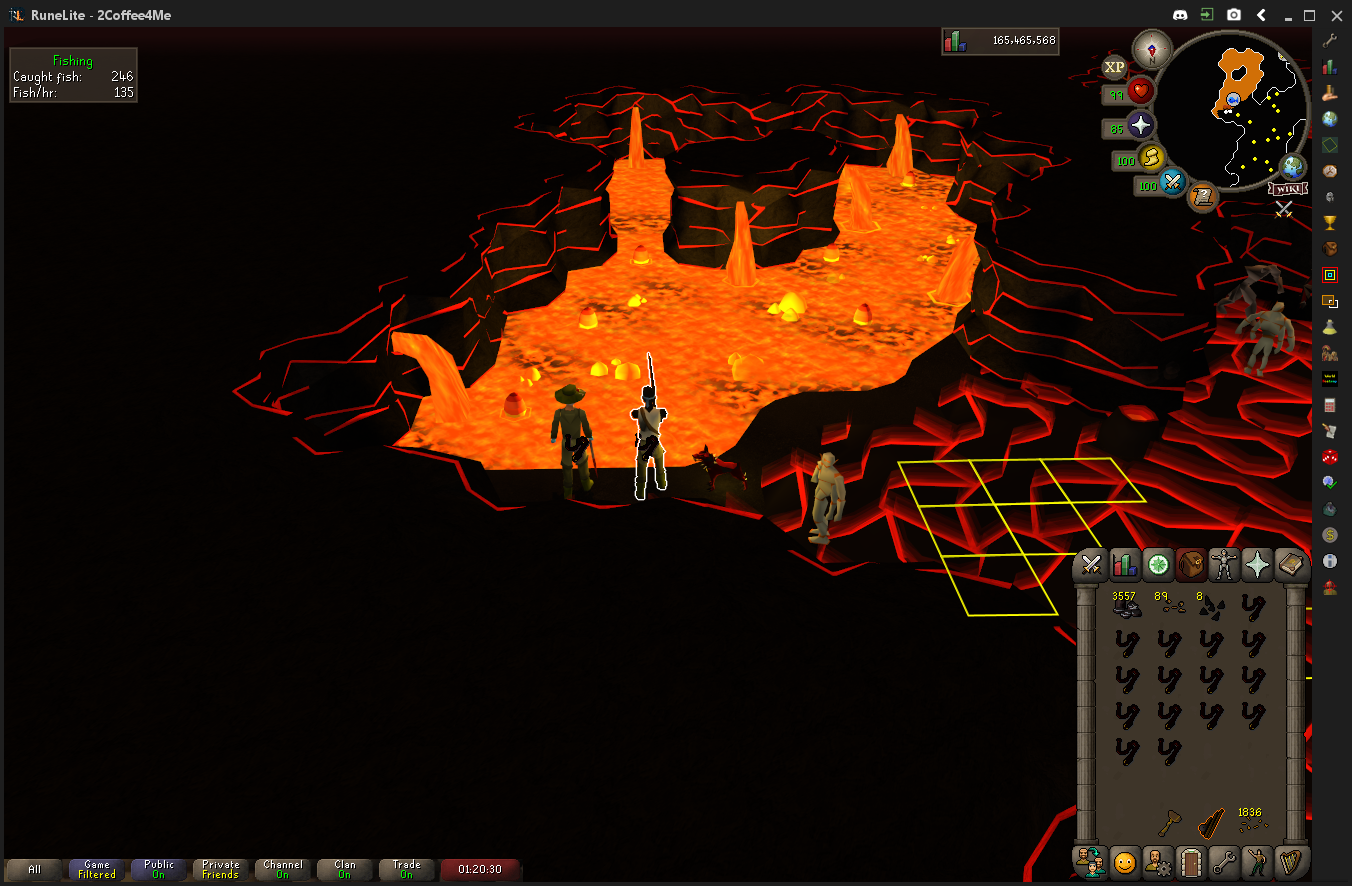 RuneLite - 2Coffee4Me
Fishing
Caught fish: 246
Fish/hr: 135
165,465,568
XP
N
99
85
100
100
WIKI
3557
89
8
1836
All
Game
Filtered
Public
On
Private
Friends
Channel
On
Clan
On
Trade
On
01:20:30